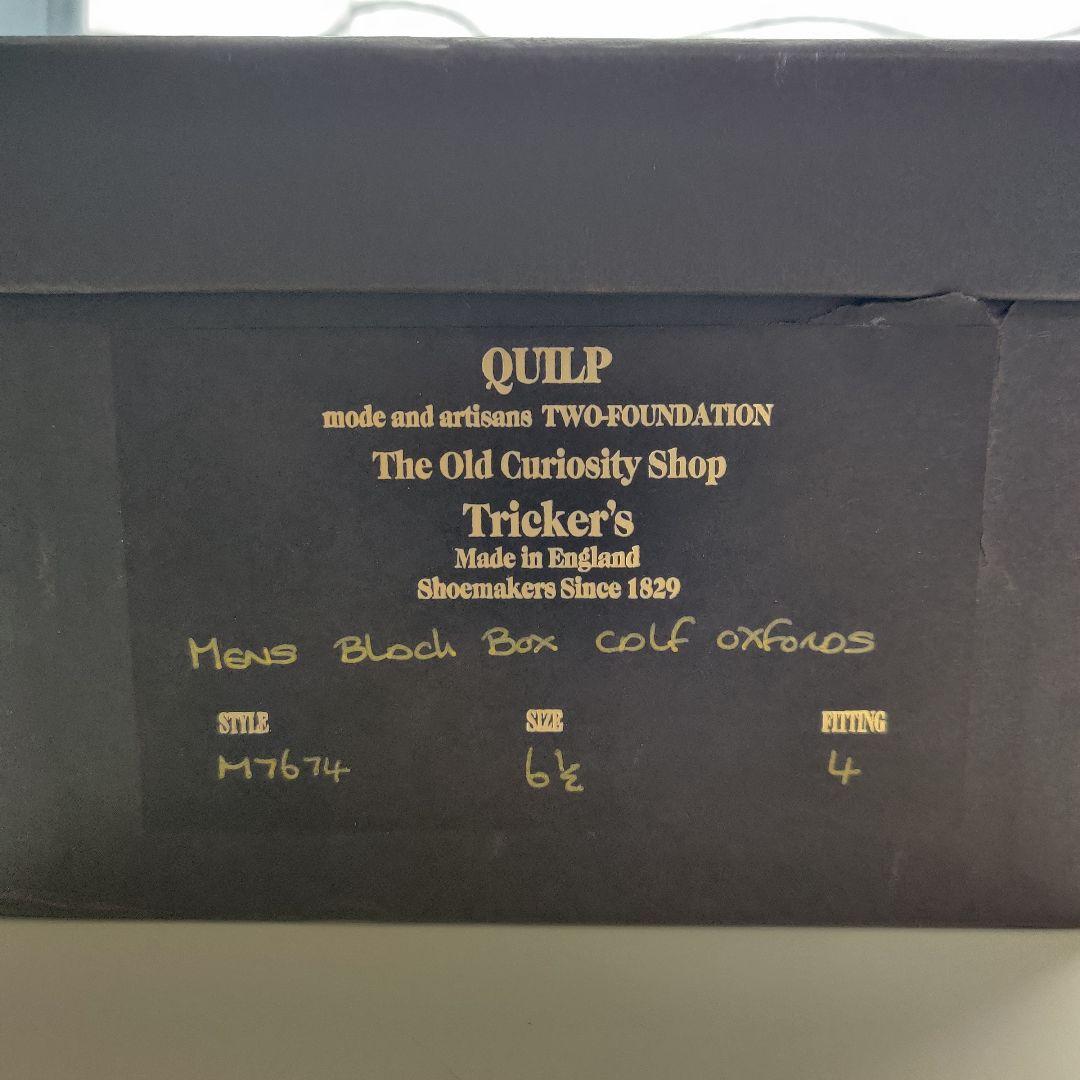 QUILP
mode and artisans TWO-FOUNDATION
The Old Curiosity Shop
Tricker's
Made in England
Shoemakers Since 1829
MENS Black Box Calf OXFORDS
STYLE SIZE FITTING
M7674 6½ 4